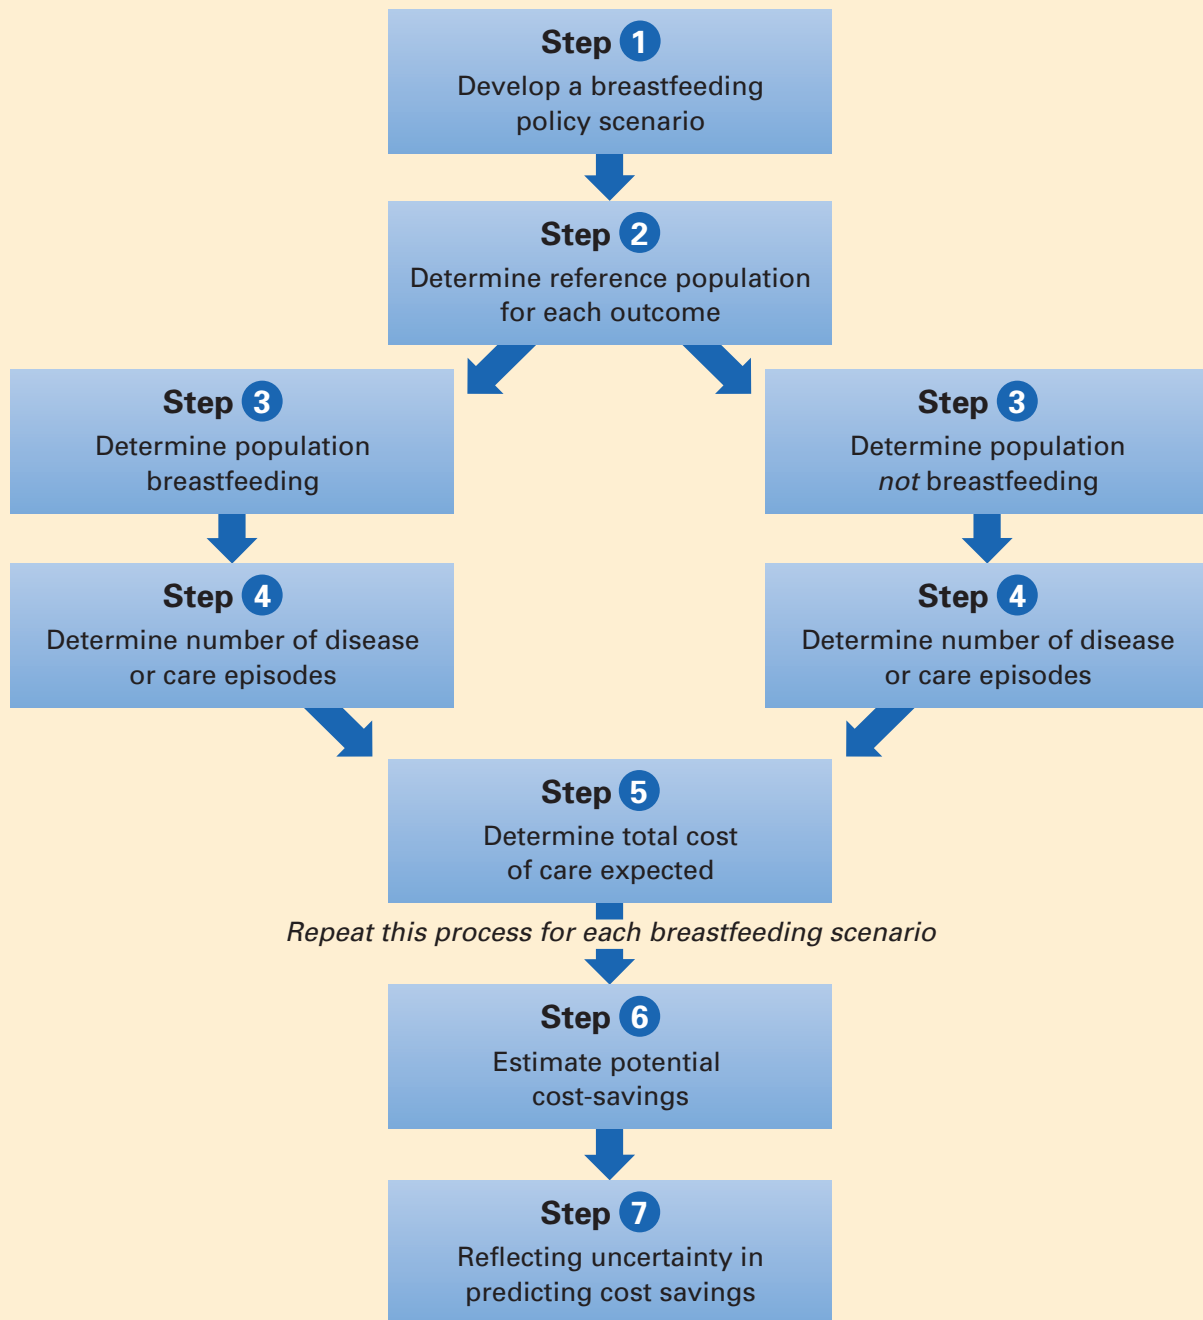 Step 1
Develop a breastfeeding
policy scenario
Step 2
Determine reference population
for each outcome
Step 3
Determine population
breastfeeding
Step 3
Determine population
not breastfeeding
Step 4
Determine number of disease
or care episodes
Step 4
Determine number of disease
or care episodes
Step 5
Determine total cost
of care expected
Repeat this process for each breastfeeding scenario
Step 6
Estimate potential
cost-savings
Step 7
Reflecting uncertainty in
predicting cost savings